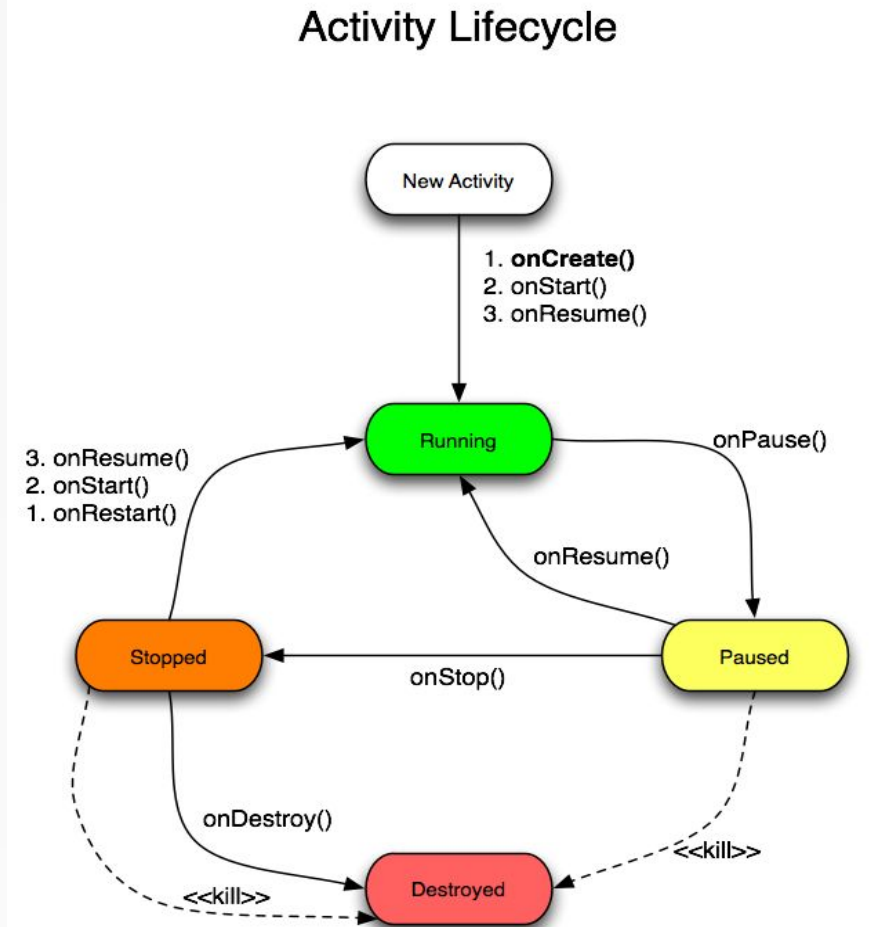 Activity Lifecycle
New Activity
1. onCreate()
2. onStart()
3. onResume()
Running
onPause()
3. onResume()
2. onStart()
1. onRestart()
onResume()
Stopped
Paused
onStop()
onDestroy()
<<kill>>
<<kill>>
Destroyed